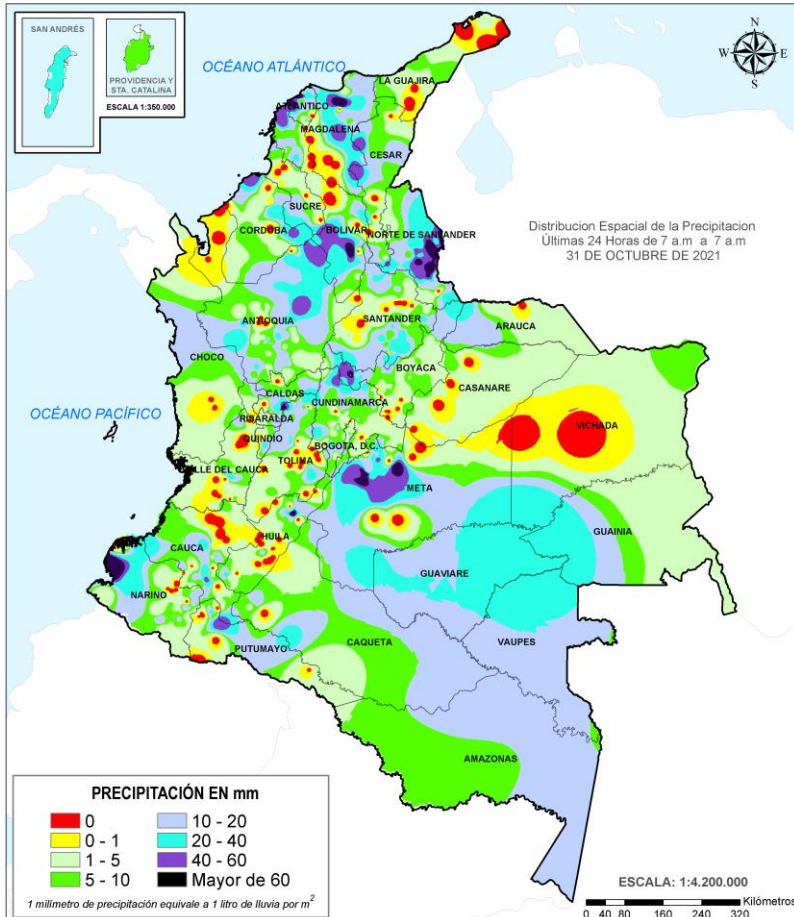 SAN ANDRÉS
PROVIDENCIA Y
STA. CATALINA
ESCALA 1:350.000
OCÉANO ATLÁNTICO
N
W E
S
LA GUAJIRA
ATLANTICO
MAGDALENA
CESAR
SUCRE
CORDOBA
BOLIVAR
NORTE DE SANTANDER
Distribucion Espacial de la Precipitacion
Últimas 24 Horas de 7 a.m a 7 a.m
31 DE OCTUBRE DE 2021
ANTIOQUIA
SANTANDER
ARAUCA
CHOCO
BOYACA
CASANARE
CALDAS
CUNDINAMARCA
OCÉANO PACÍFICO
RISARALDA
VICHADA
QUINDIO
BOGOTA, D.C.
TOLIMA
VALLE DEL CAUCA
META
GUAINIA
HUILA
CAUCA
GUAVIARE
NARINO
CAQUETA
VAUPES
PUTUMAYO
AMAZONAS
PRECIPITACIÓN EN mm
0 10 - 20
0 - 1 20 - 40
1 - 5 40 - 60
5 - 10 Mayor de 60
1 milímetro de precipitación equivale a 1 litro de lluvia por m²
ESCALA: 1:4.200.000
Kilómetros
0 40 80 160 240 320